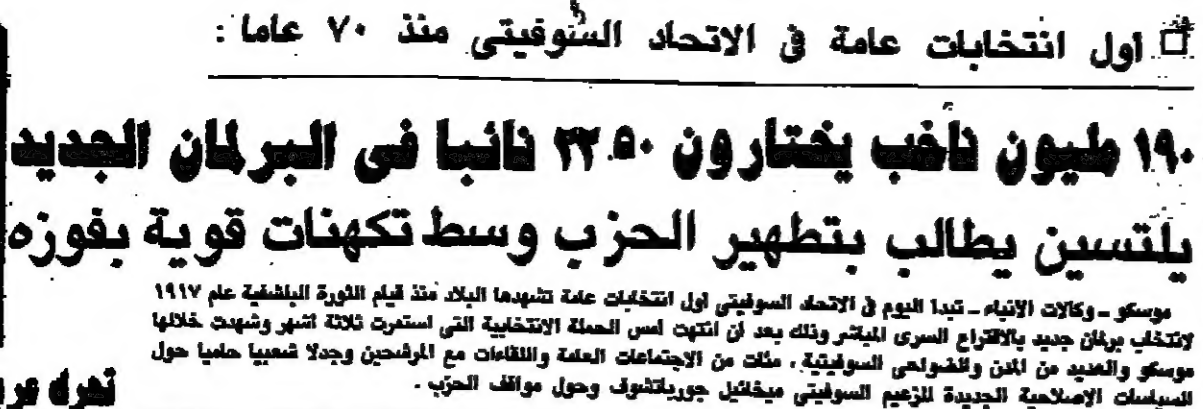 أول انتخابات عامة فى الاتحاد السوفيتى منذ ٧٠ عاما :
١٩٠ مليون ناخب يختارون ٢٢٥٠ نائبا فى البرلمان الجديد
يلتسين يطالب بتطهير الحزب وسط تكهنات قوية بفوزه
موسكو ـ وكالات الانباء ـ تبدا اليوم فى الاتحاد السوفيتى اول انتخابات عامة تشهدها البلاد منذ قيام الثورة البلشفية عام ١٩١٧
لانتخاب برلمان جديد بالاقتراع السرى المباشر وذلك بعد ان انتهت امس الحملة الانتخابية التى استمرت ثلاثة اشهر وشهدت خلالها
موسكو والعديد من المدن والضواحى السوفيتية ، مئات من الاجتماعات العامة واللقاءات مع المرشحين وجدلا شعبيا حاميا حول
السياسات الاصلاحية الجديدة للزعيم السوفيتى ميخائيل جورباتشوف وحول مواقف الحزب .
تحرك